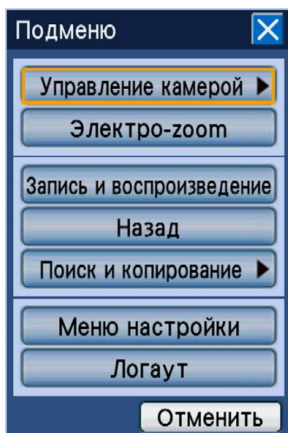 Подменю
Управление камерой
Электро-zoom
Запись и воспроизведение
Назад
Поиск и копирование
Меню настройки
Логаут
Отменить